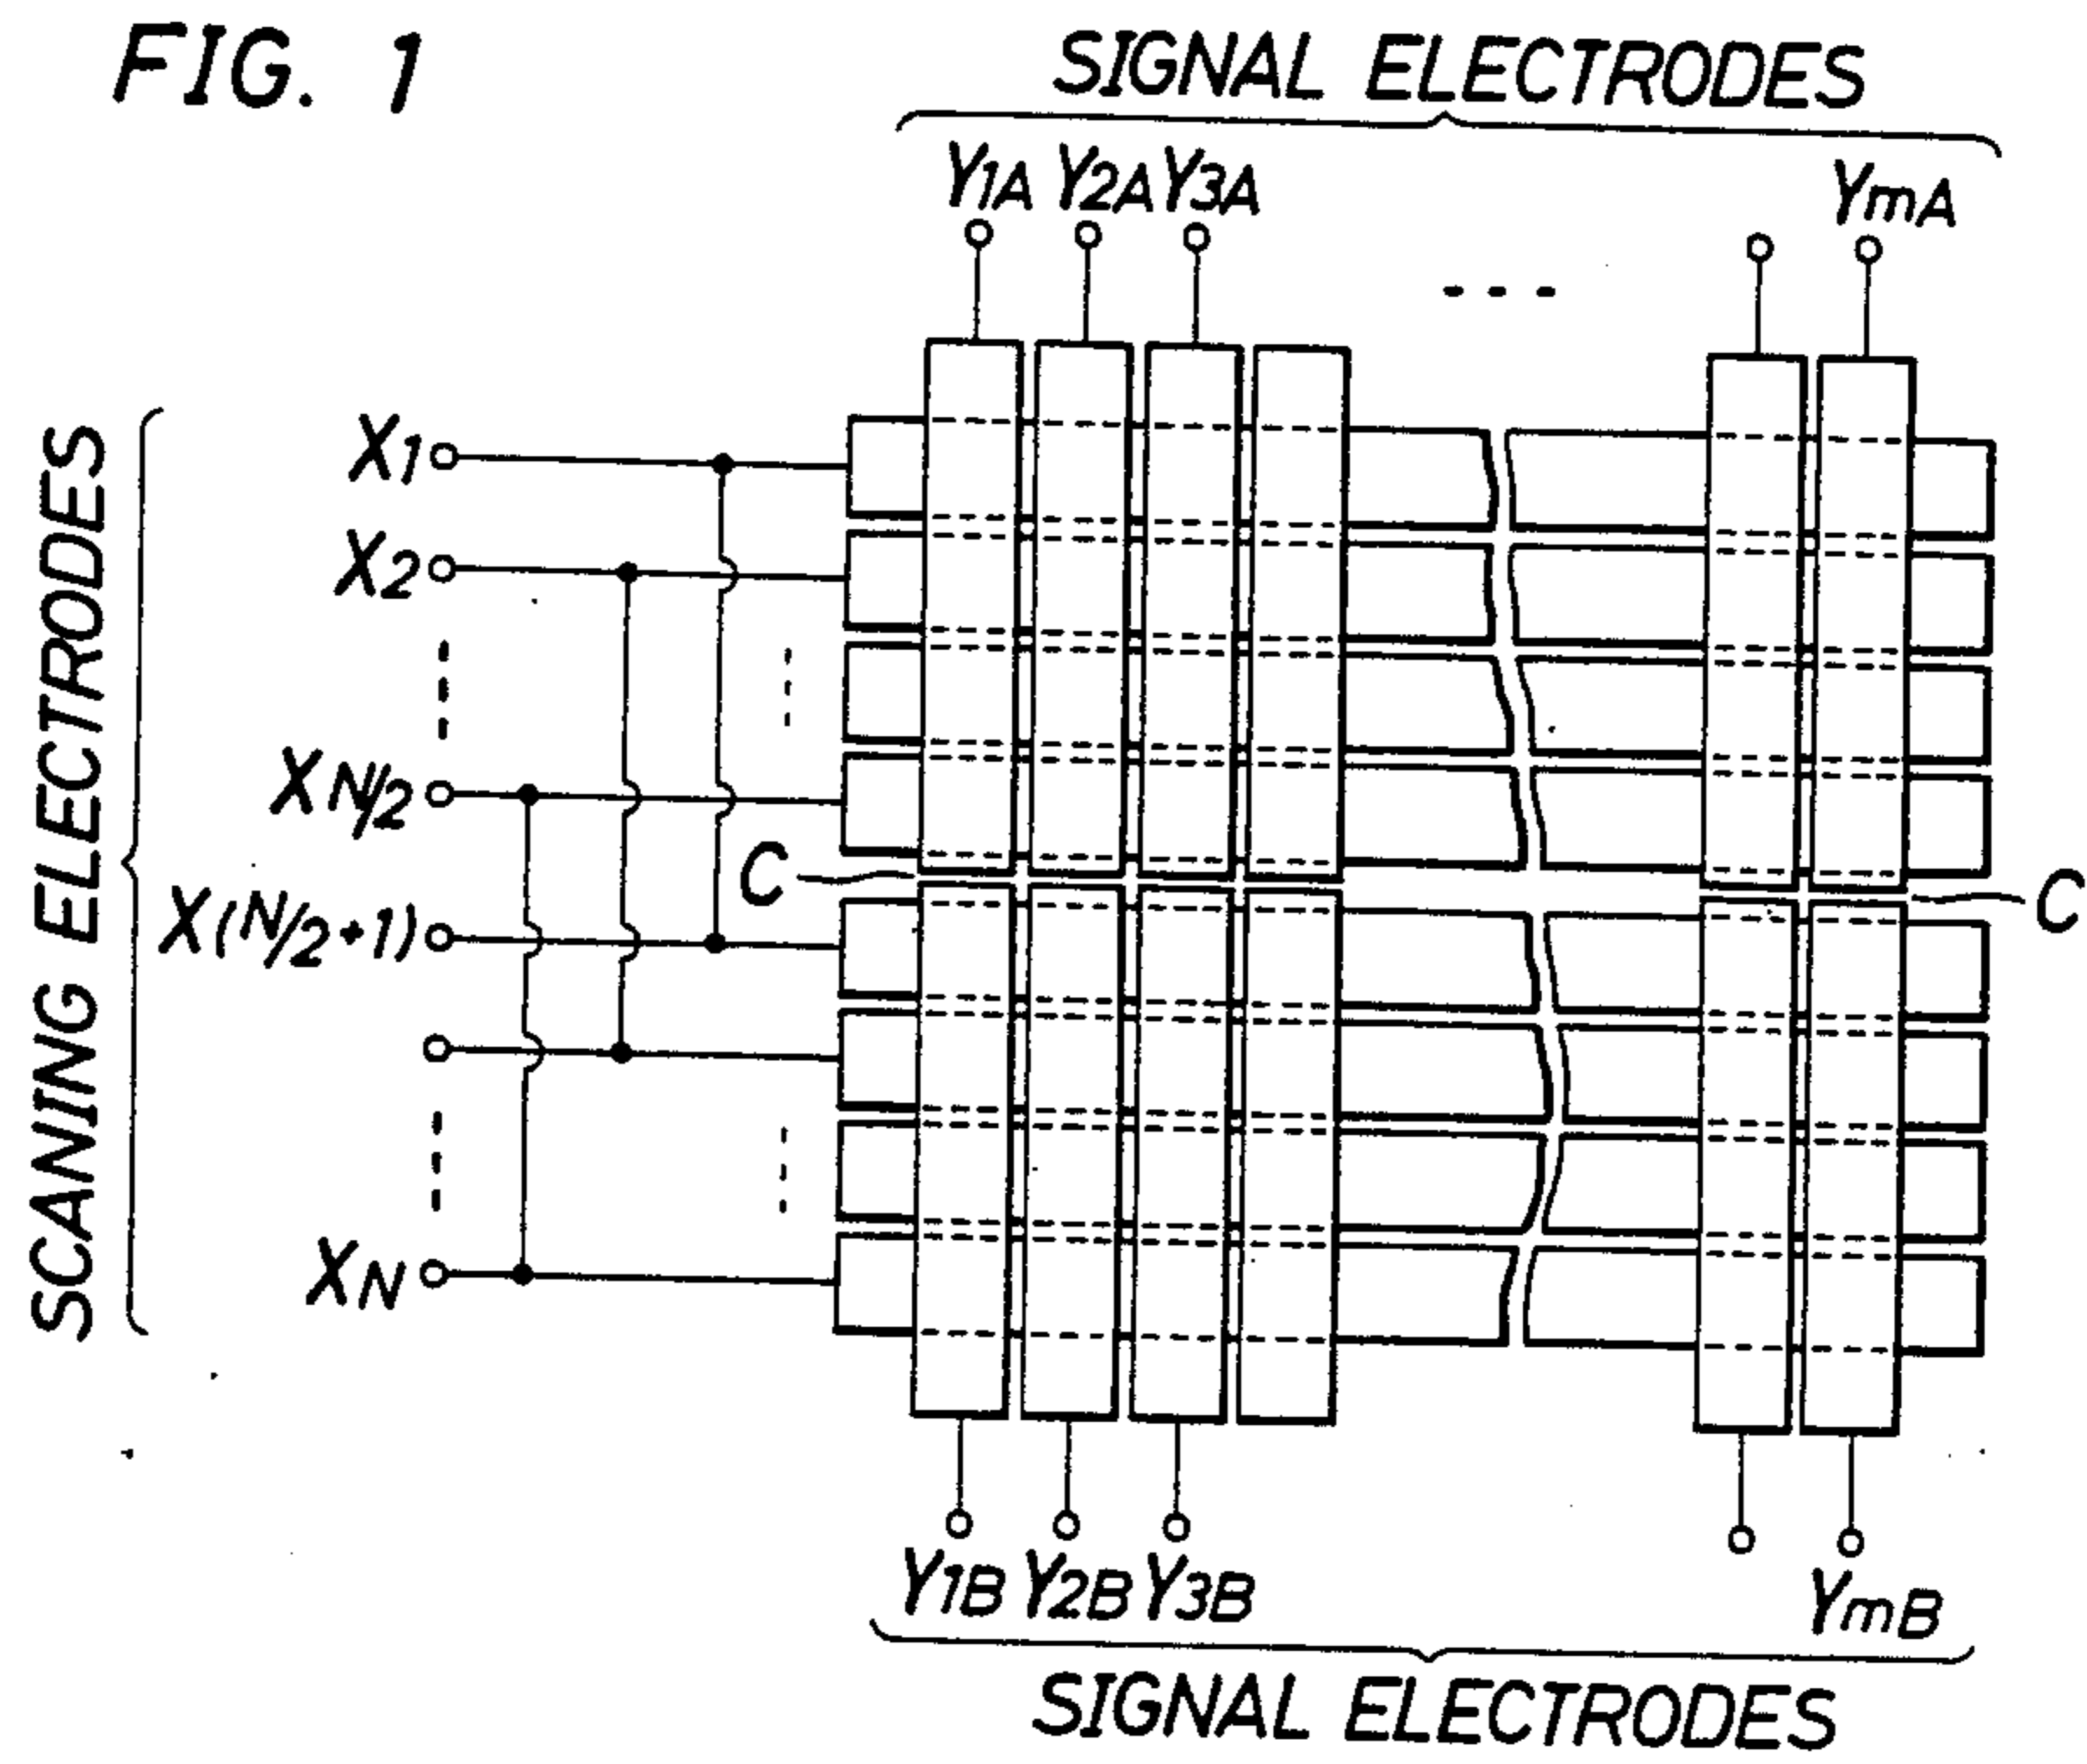 FIG. 1
SIGNAL ELECTRODES
Y1A Y2A Y3A YmA
SCANING ELECTRODES
X1
X2
XN/2
C
X(N/2+1)
C
XN
Y1B Y2B Y3B YmB
SIGNAL ELECTRODES